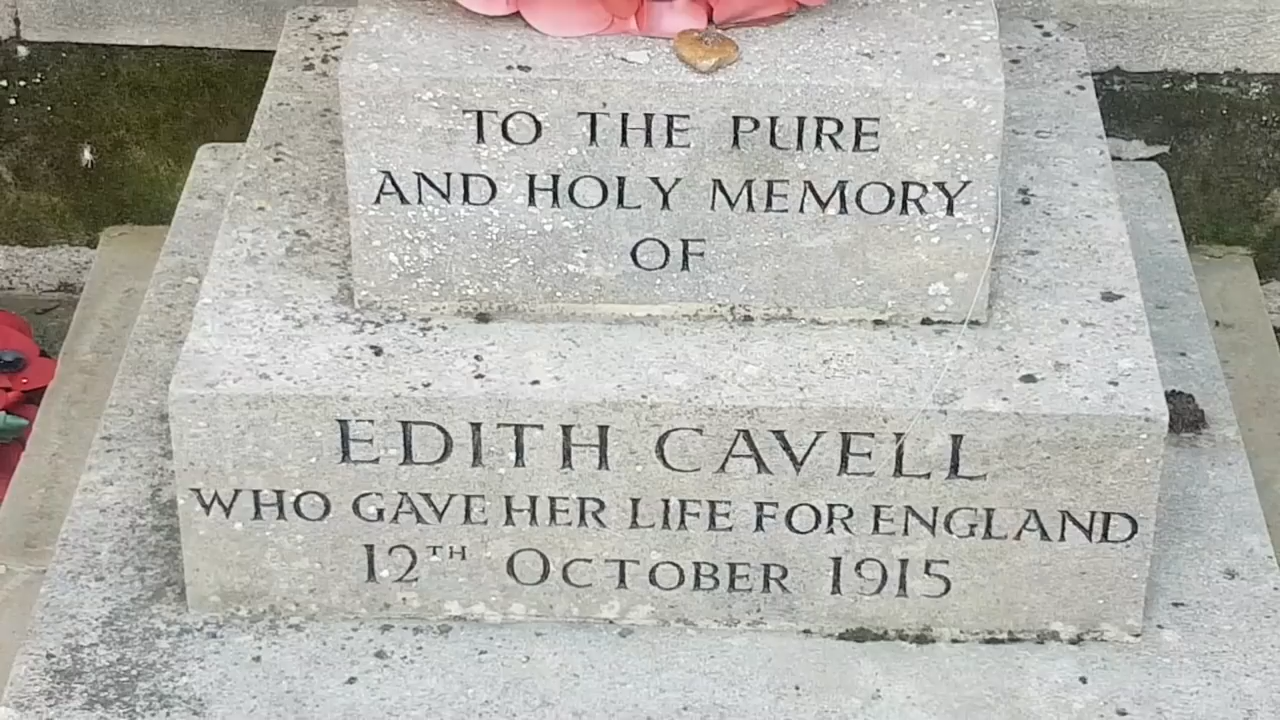 TO THE PURE
AND HOLY MEMORY
OF
EDITH CAVELL
WHO GAVE HER LIFE FOR ENGLAND
12TH OCTOBER 1915